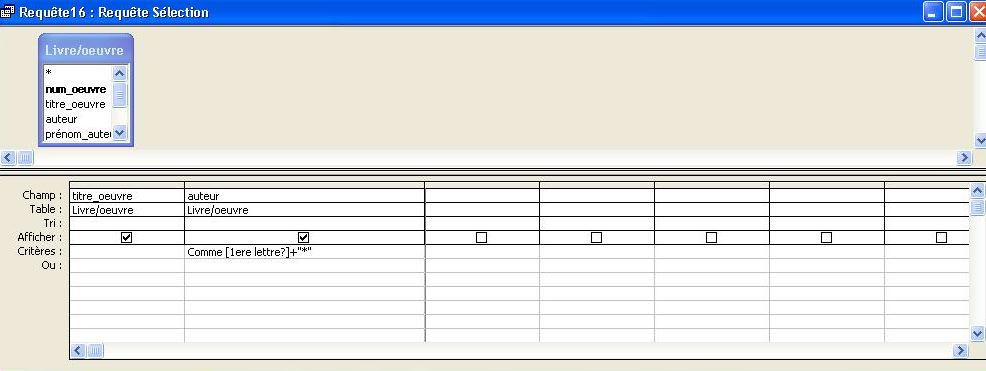 Requête16 : Requête Sélection
Livre/oeuvre
*
num_oeuvre
titre_oeuvre
auteur
prénom_auteu
Champ : titre_oeuvre auteur
Table : Livre/oeuvre Livre/oeuvre
Tri :
Afficher :
Critères : Comme [1ere lettre?]+"*"
Ou :